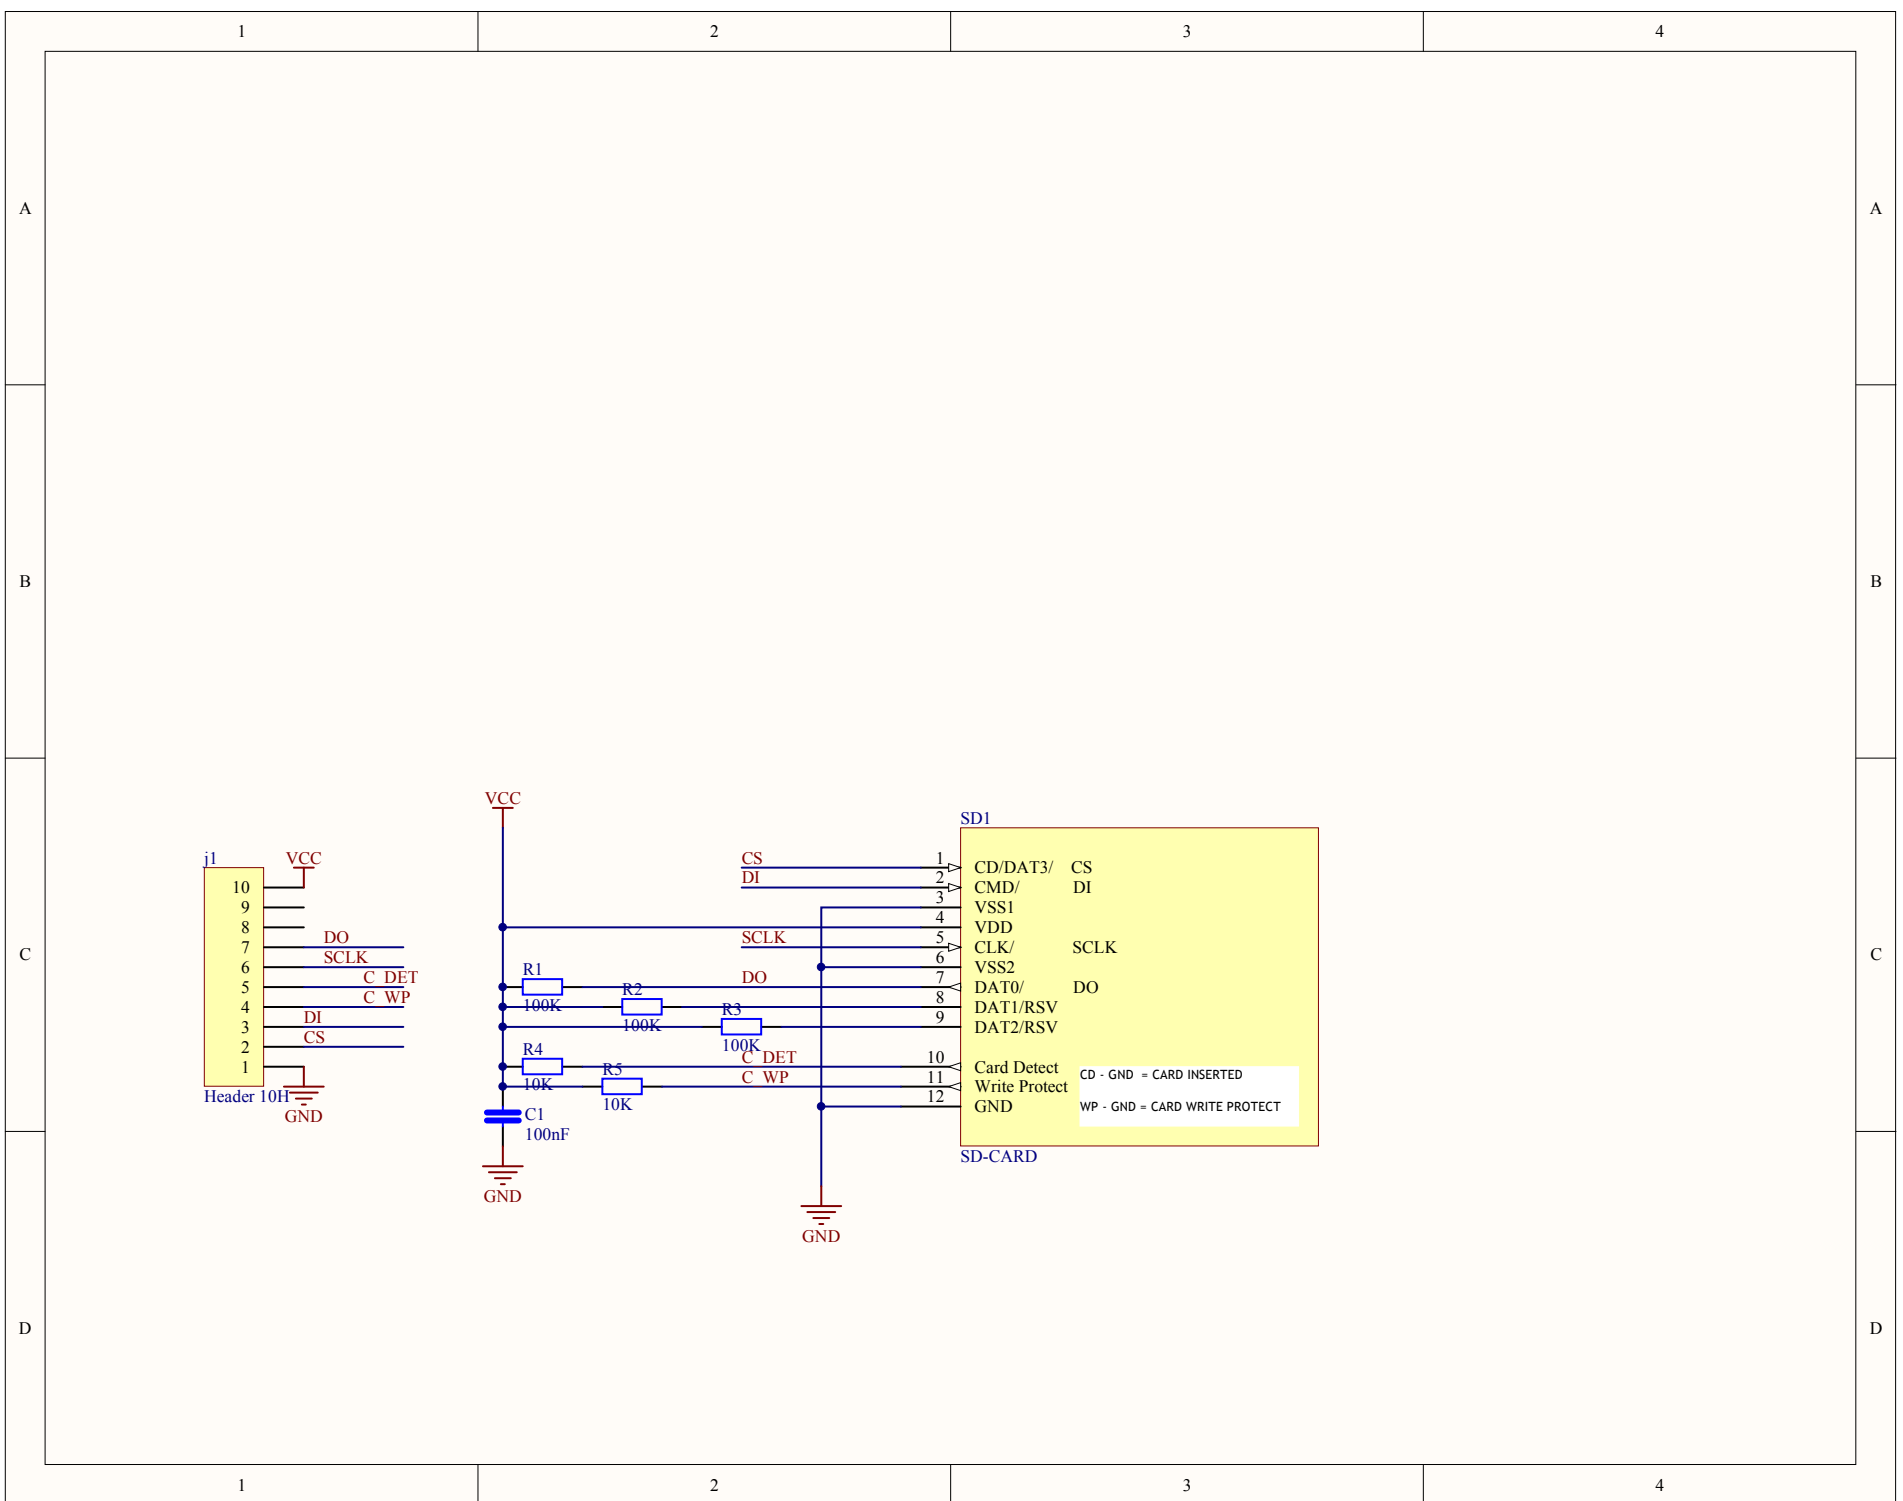 1 2 3 4
A A
B B
C C
D D
j1
VCC
10
9
8
7 DO
6 SCLK
5 C_DET
4 C_WP
3 DI
2 CS
1
Header 10H
GND
VCC
R1
100K
R2
100K
R3
100K
R4
10K
R5
10K
C1
100nF
GND
CS
DI
SCLK
DO
C_DET
C_WP
GND
SD1
1 CD/DAT3/ CS
2 CMD/ DI
3 VSS1
4 VDD
5 CLK/ SCLK
6 VSS2
7 DAT0/ DO
8 DAT1/RSV
9 DAT2/RSV
10 Card Detect
11 Write Protect
12 GND
CD - GND = CARD INSERTED
WP - GND = CARD WRITE PROTECT
SD-CARD
1 2 3 4